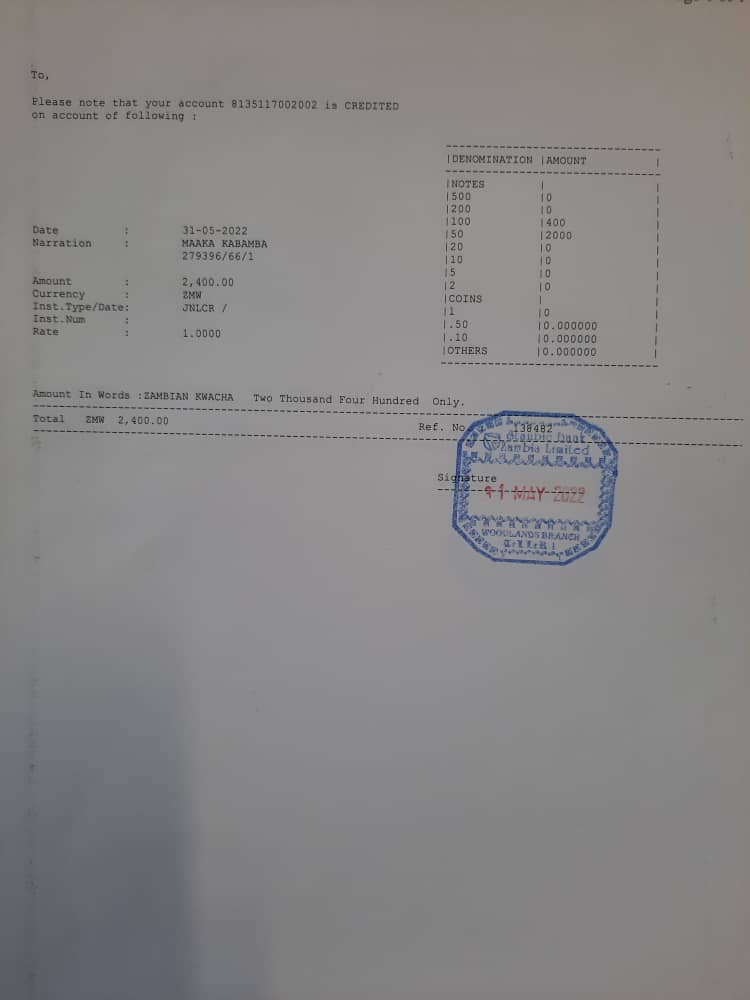 To,
Please note that your account 8135117002002 is CREDITED
on account of following :
|DENOMINATION |AMOUNT |
|NOTES | |
|500 |0 |
|200 |0 |
|100 |400 |
|50 |2000 |
|20 |0 |
|10 |0 |
|5 |0 |
|2 |0 |
|COINS | |
|1 |0 |
|.50 |0.000000 |
|.10 |0.000000 |
|OTHERS |0.000000 |
Date : 31-05-2022
Narration : MAAKA KABAMBA
279396/66/1
Amount : 2,400.00
Currency : ZMW
Inst.Type/Date: JNLCR /
Inst.Num :
Rate : 1.0000
Amount In Words :ZAMBIAN KWACHA Two Thousand Four Hundred Only.
Total ZMW 2,400.00
Ref. No 138482
Stanbic Bank
Zambia Limited
Signature
MAY 2022
WOODLANDS BRANCH